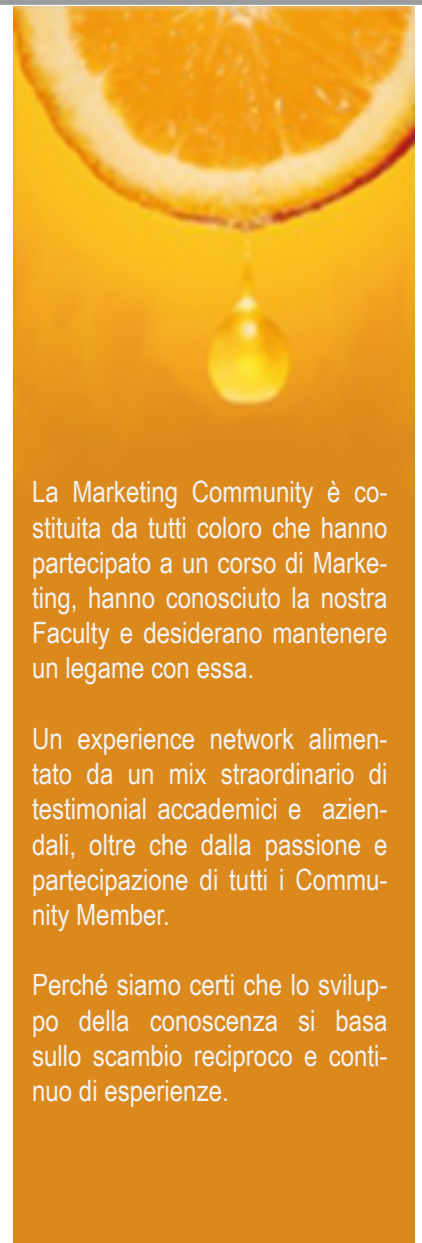 La Marketing Community è co-
stituita da tutti coloro che hanno
partecipato a un corso di Marke-
ting, hanno conosciuto la nostra
Faculty e desiderano mantenere
un legame con essa.
Un experience network alimen-
tato da un mix straordinario di
testimonial accademici e azien-
dali, oltre che dalla passione e
partecipazione di tutti i Commu-
nity Member.
Perché siamo certi che lo svilup-
po della conoscenza si basa
sullo scambio reciproco e conti-
nuo di esperienze.